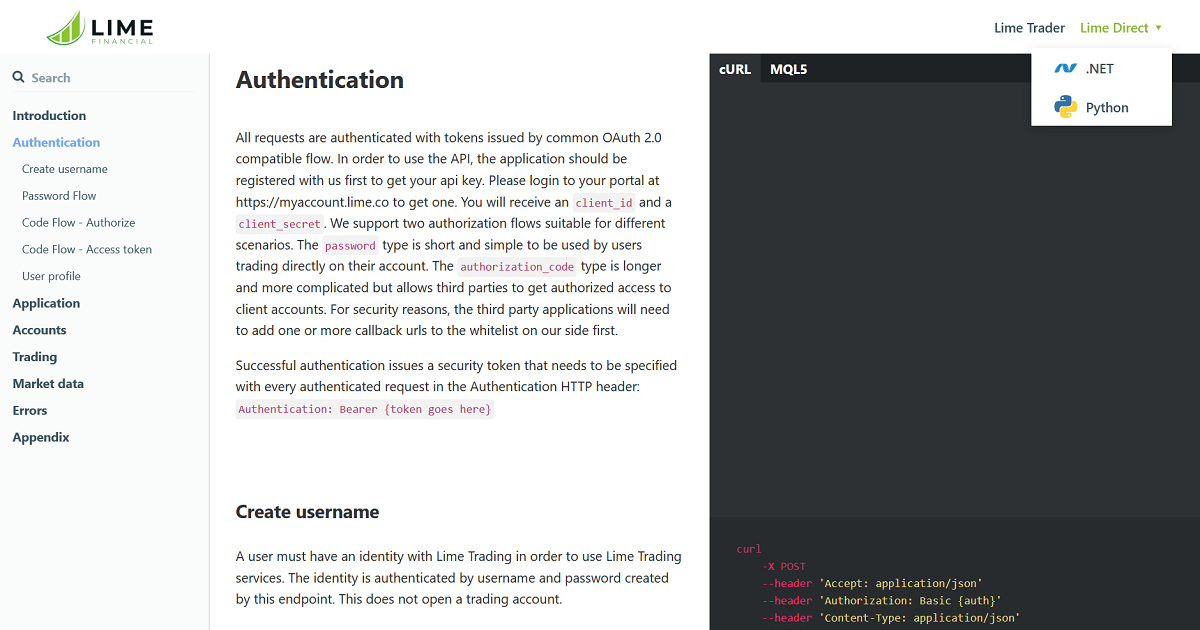 LIME
FINANCIAL
Lime Trader
Lime Direct
.NET
Python
Search
Introduction
Authentication
Create username
Password Flow
Code Flow - Authorize
Code Flow - Access token
User profile
Application
Accounts
Trading
Market data
Errors
Appendix
Authentication
All requests are authenticated with tokens issued by common OAuth 2.0
compatible flow. In order to use the API, the application should be
registered with us first to get your api key. Please login to your portal at
https://myaccount.lime.co to get one. You will receive an client_id and a
client_secret. We support two authorization flows suitable for different
scenarios. The password type is short and simple to be used by users
trading directly on their account. The authorization_code type is longer
and more complicated but allows third parties to get authorized access to
client accounts. For security reasons, the third party applications will need
to add one or more callback urls to the whitelist on our side first.
Successful authentication issues a security token that needs to be specified
with every authenticated request in the Authentication HTTP header:
Authentication: Bearer {token goes here}
Create username
A user must have an identity with Lime Trading in order to use Lime Trading
services. The identity is authenticated by username and password created
by this endpoint. This does not open a trading account.
cURL MQL5
curl
-X POST
--header 'Accept: application/json'
--header 'Authorization: Basic {auth}'
--header 'Content-Type: application/json'